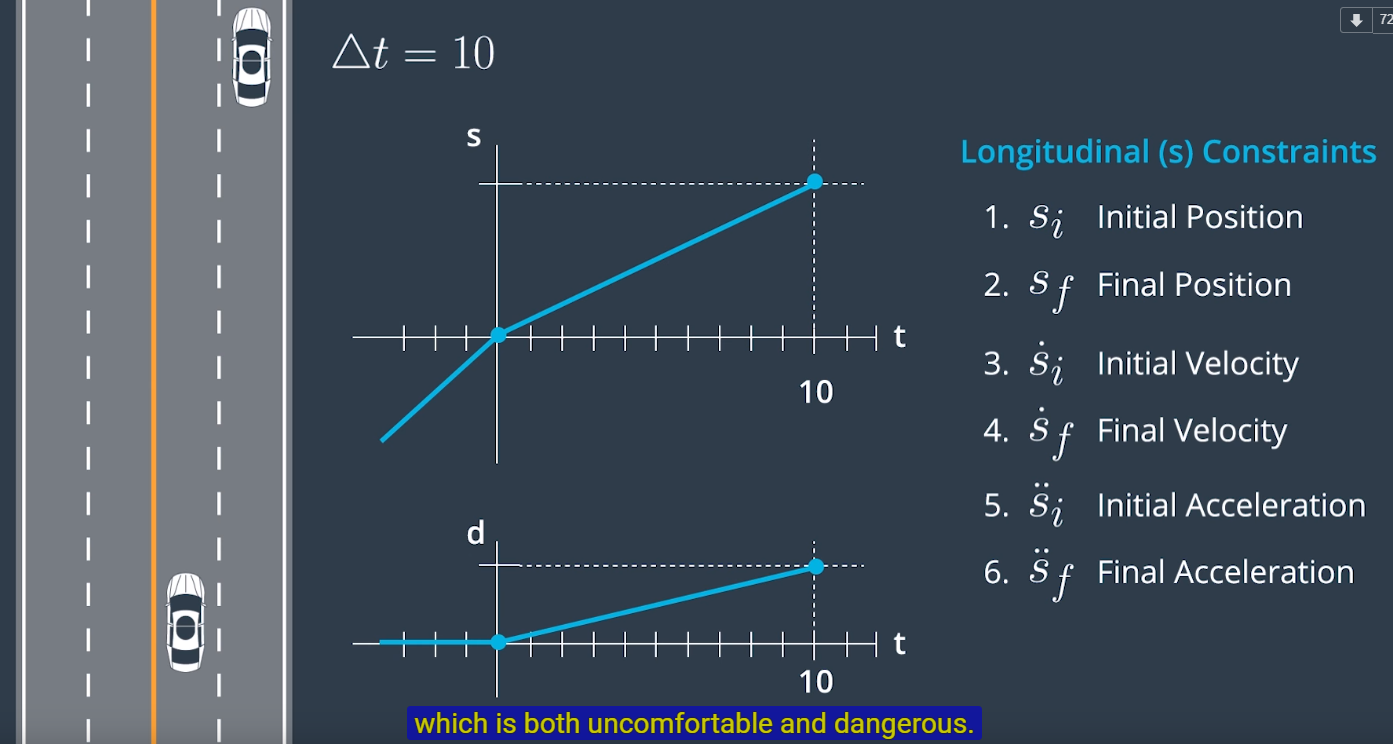 72
△t = 10
s
t
10
d
t
10
Longitudinal (s) Constraints
1. sᵢ Initial Position
2. s_f Final Position
3. ṡᵢ Initial Velocity
4. ṡ_f Final Velocity
5. s̈ᵢ Initial Acceleration
6. s̈_f Final Acceleration
which is both uncomfortable and dangerous.